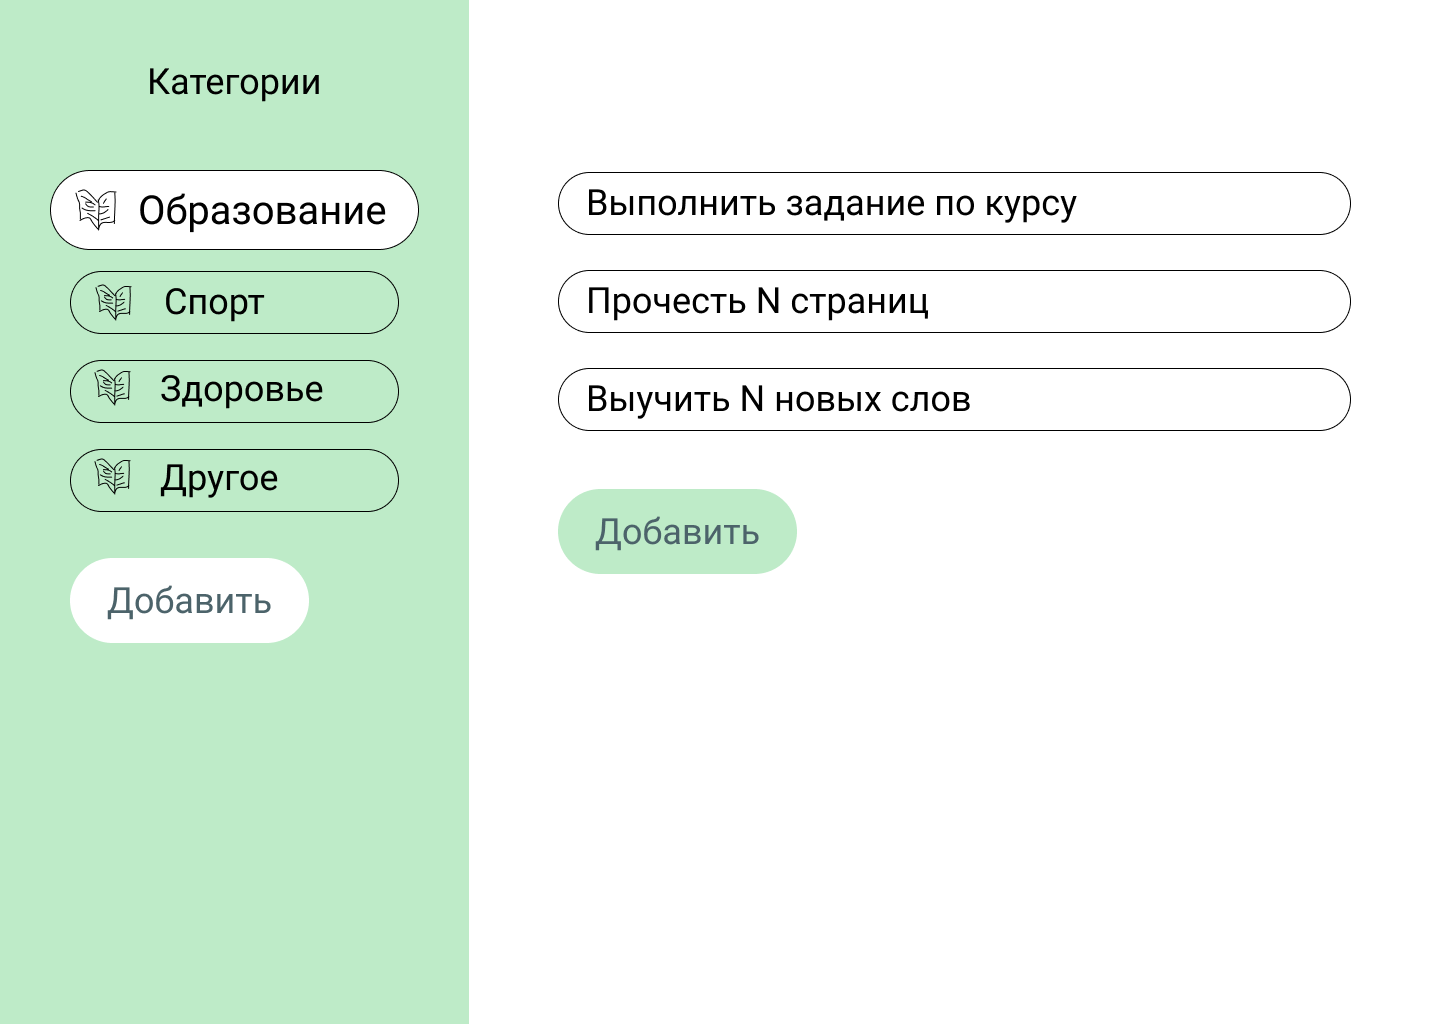 Категории
Образование
Спорт
Здоровье
Другое
Добавить
Выполнить задание по курсу
Прочесть N страниц
Выучить N новых слов
Добавить